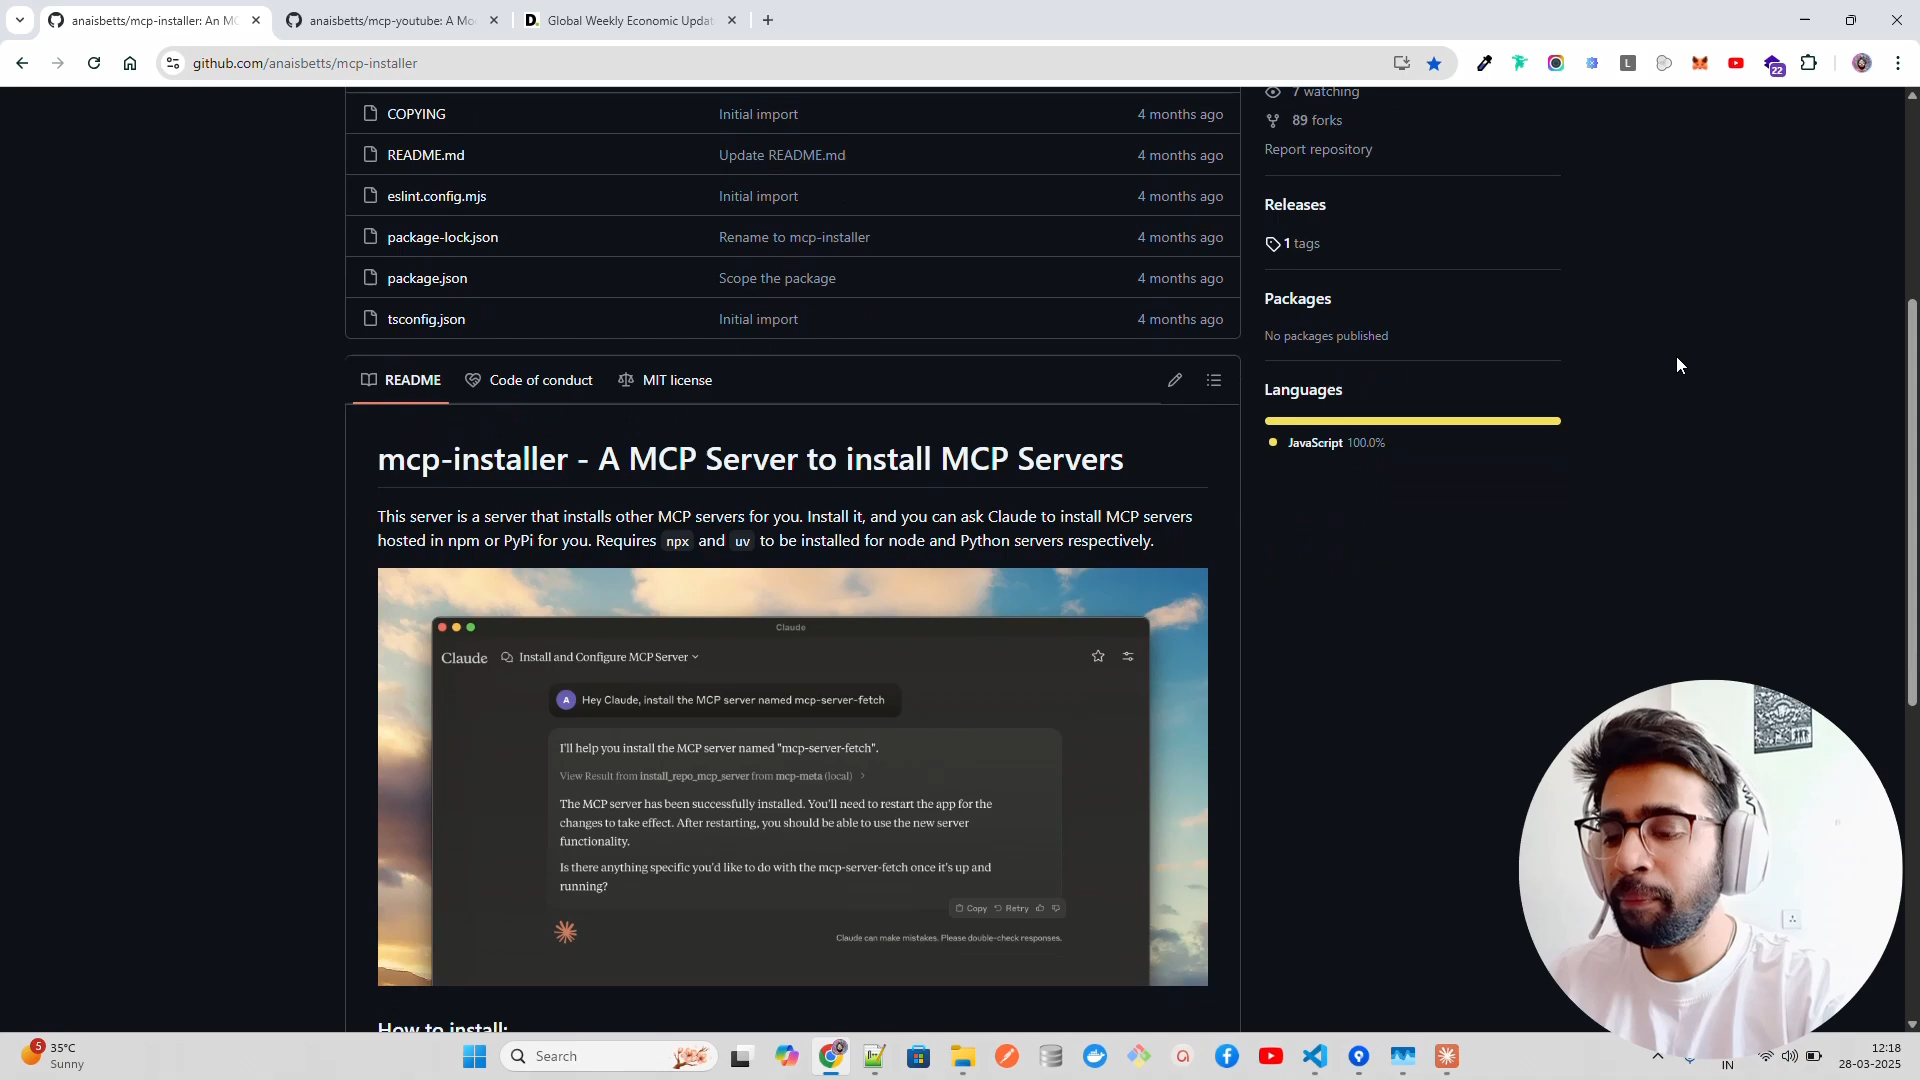 anaisbetts/mcp-installer: An MC
anaisbetts/mcp-youtube: A Mo
D.
Global Weekly Economic Updat
github.com/anaisbetts/mcp-installer
L
22
7 watching
COPYING
Initial import
4 months ago
89 forks
README.md
Update README.md
4 months ago
Report repository
eslint.config.mjs
Initial import
4 months ago
Releases
package-lock.json
Rename to mcp-installer
4 months ago
1 tags
package.json
Scope the package
4 months ago
Packages
tsconfig.json
Initial import
4 months ago
No packages published
README
Code of conduct
MIT license
Languages
JavaScript 100.0%
mcp-installer - A MCP Server to install MCP Servers
This server is a server that installs other MCP servers for you. Install it, and you can ask Claude to install MCP servers
hosted in npm or PyPi for you. Requires npx and uv to be installed for node and Python servers respectively.
Claude
Claude
Install and Configure MCP Server
A
Hey Claude, install the MCP server named mcp-server-fetch
I'll help you install the MCP server named "mcp-server-fetch".
View Result from install_repo_mcp_server from mcp-meta (local)
The MCP server has been successfully installed. You'll need to restart the app for the
changes to take effect. After restarting, you should be able to use the new server
functionality.
Is there anything specific you'd like to do with the mcp-server-fetch once it's up and
running?
Copy
Retry
Claude can make mistakes. Please double-check responses.
How to install:
5
35°C
Sunny
Search
IN
12:18
28-03-2025